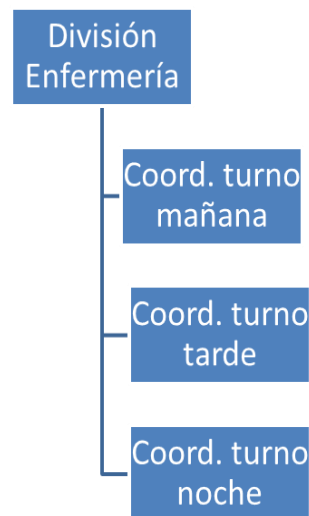 División
Enfermería
Coord. turno
mañana
Coord. turno
tarde
Coord. turno
noche